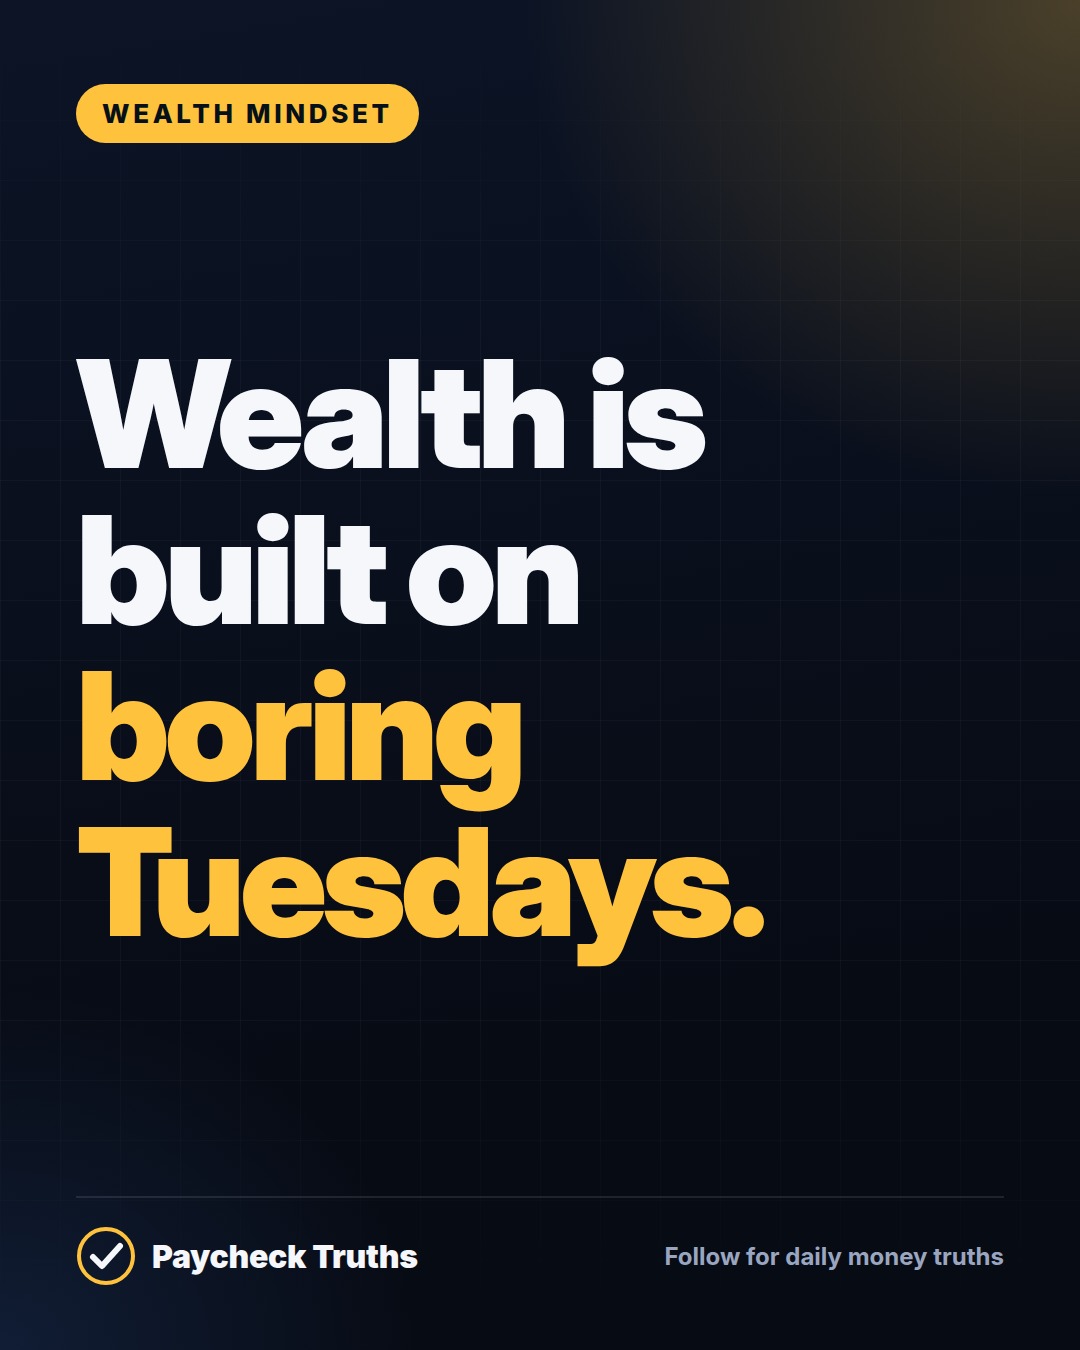 WEALTH MINDSET
Wealth is
built on
boring
Tuesdays.
Paycheck Truths
Follow for daily money truths